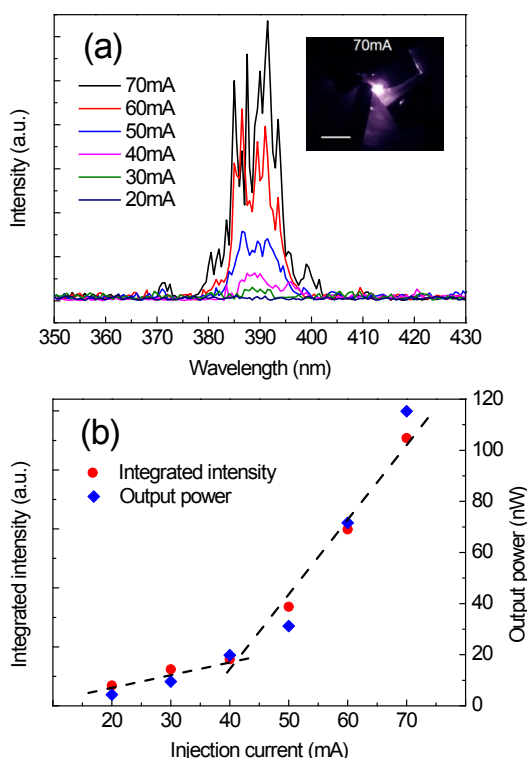 (a)
70mA
70mA
60mA
50mA
40mA
30mA
20mA
Intensity (a.u.)
350 360 370 380 390 400 410 420 430
Wavelength (nm)
(b)
Integrated intensity
Output power
Integrated intensity (a.u.)
120
100
80
60
40
20
0
Output power (nW)
20 30 40 50 60 70
Injection current (mA)